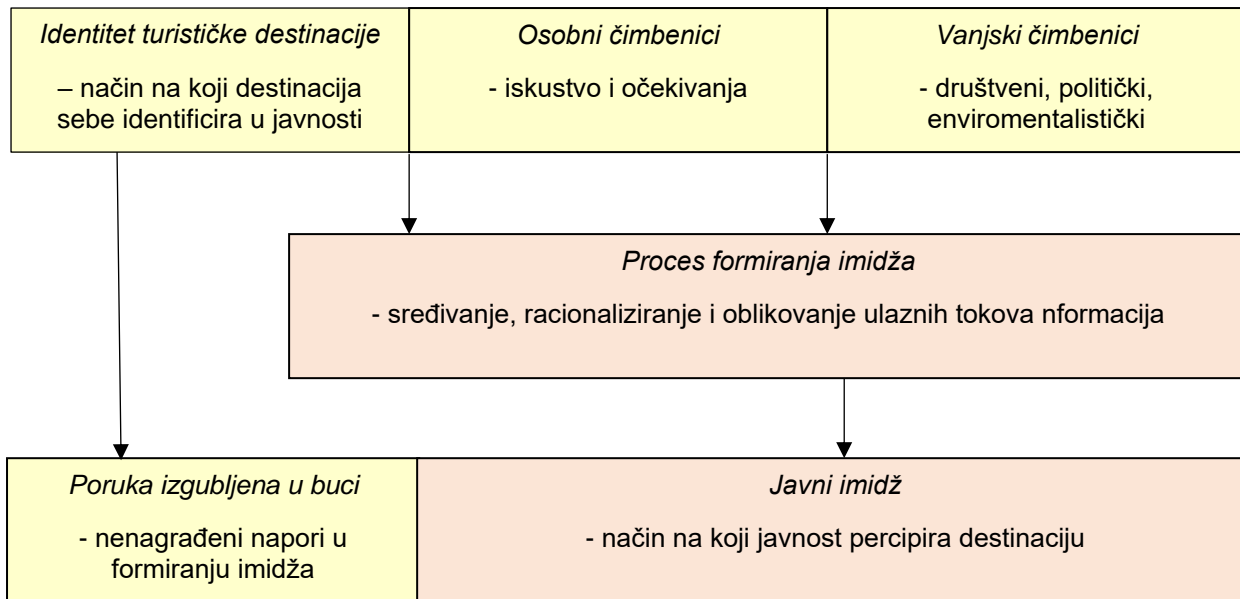 Identitet turističke destinacije
– način na koji destinacija
sebe identificira u javnosti
Osobni čimbenici
- iskustvo i očekivanja
Vanjski čimbenici
- društveni, politički,
enviromentalistički
Proces formiranja imidža
- sređivanje, racionaliziranje i oblikovanje ulaznih tokova nformacija
Poruka izgubljena u buci
- nenagrađeni napori u
formiranju imidža
Javni imidž
- način na koji javnost percipira destinaciju